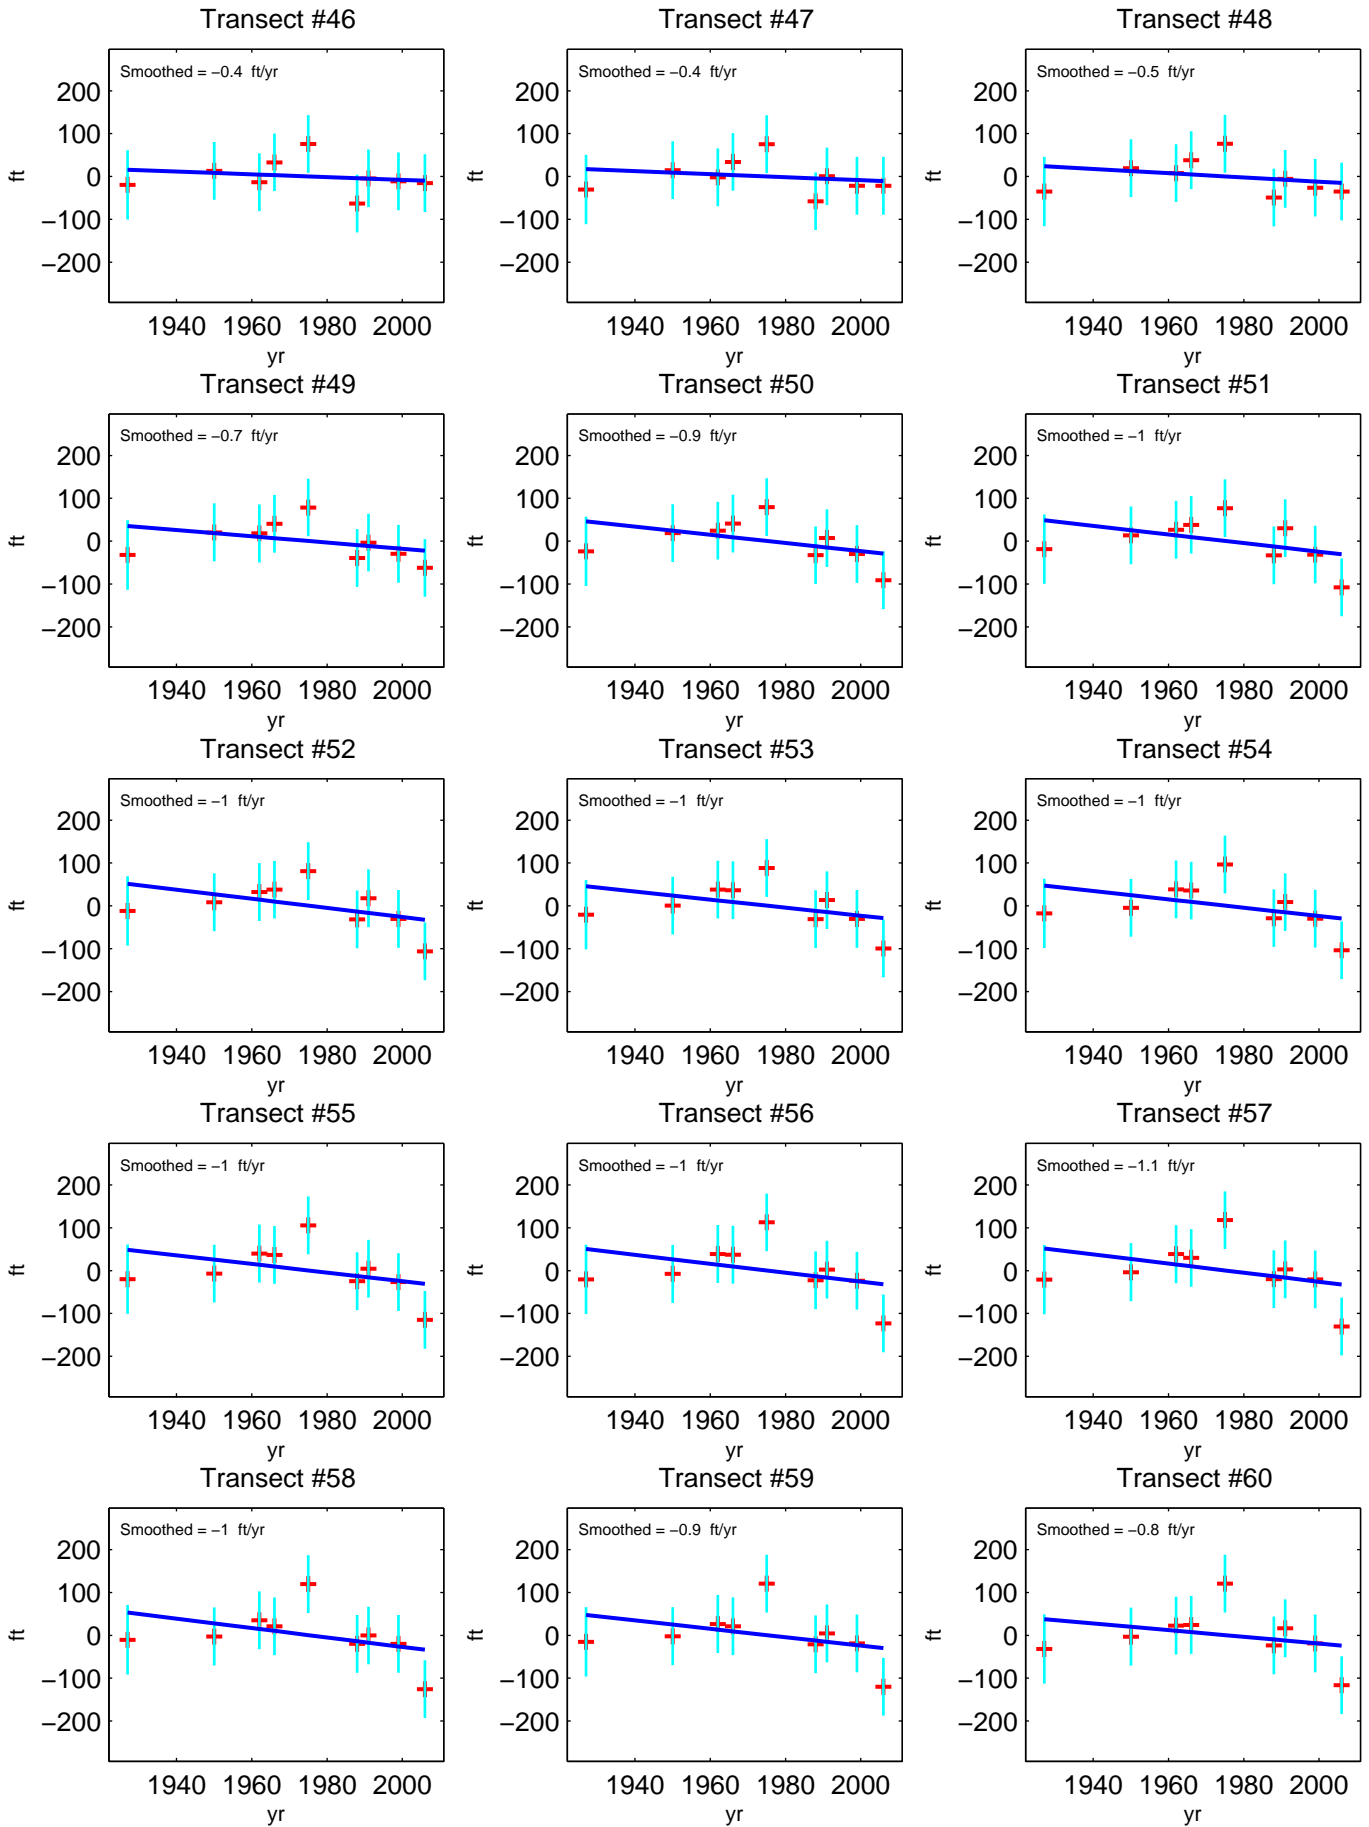 Transect #46 Transect #47 Transect #48
Smoothed = −0.4 ft/yr Smoothed = −0.4 ft/yr Smoothed = −0.5 ft/yr
200 200 200
100 100 100
ft 0 ft 0 ft 0
−100 −100 −100
−200 −200 −200
1940 1960 1980 2000 1940 1960 1980 2000 1940 1960 1980 2000
yr yr yr
Transect #49 Transect #50 Transect #51
Smoothed = −0.7 ft/yr Smoothed = −0.9 ft/yr Smoothed = −1 ft/yr
200 200 200
100 100 100
ft 0 ft 0 ft 0
−100 −100 −100
−200 −200 −200
1940 1960 1980 2000 1940 1960 1980 2000 1940 1960 1980 2000
yr yr yr
Transect #52 Transect #53 Transect #54
Smoothed = −1 ft/yr Smoothed = −1 ft/yr Smoothed = −1 ft/yr
200 200 200
100 100 100
ft 0 ft 0 ft 0
−100 −100 −100
−200 −200 −200
1940 1960 1980 2000 1940 1960 1980 2000 1940 1960 1980 2000
yr yr yr
Transect #55 Transect #56 Transect #57
Smoothed = −1 ft/yr Smoothed = −1 ft/yr Smoothed = −1.1 ft/yr
200 200 200
100 100 100
ft 0 ft 0 ft 0
−100 −100 −100
−200 −200 −200
1940 1960 1980 2000 1940 1960 1980 2000 1940 1960 1980 2000
yr yr yr
Transect #58 Transect #59 Transect #60
Smoothed = −1 ft/yr Smoothed = −0.9 ft/yr Smoothed = −0.8 ft/yr
200 200 200
100 100 100
ft 0 ft 0 ft 0
−100 −100 −100
−200 −200 −200
1940 1960 1980 2000 1940 1960 1980 2000 1940 1960 1980 2000
yr yr yr